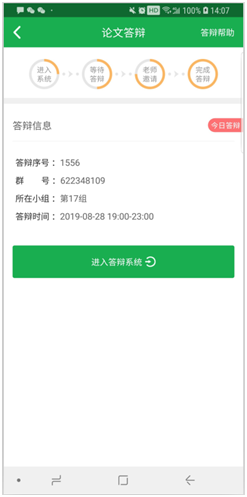 HD 100% 14:07
论文答辩 答辩帮助
进入系统 等待答辩 老师邀请 完成答辩
答辩信息 今日答辩
答辩序号：1556
群 号：622348109
所在小组：第17组
答辩时间：2019-08-28 19:00-23:00
进入答辩系统